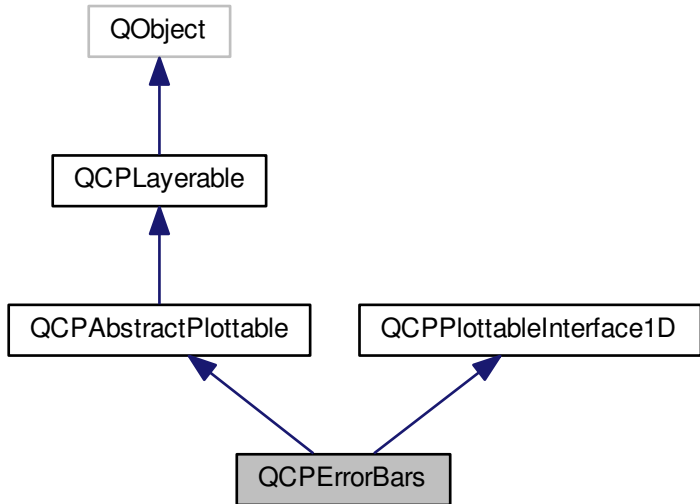 QObject
QCPLayerable
QCPAbstractPlottable
QCPPlottableInterface1D
QCPErrorBars